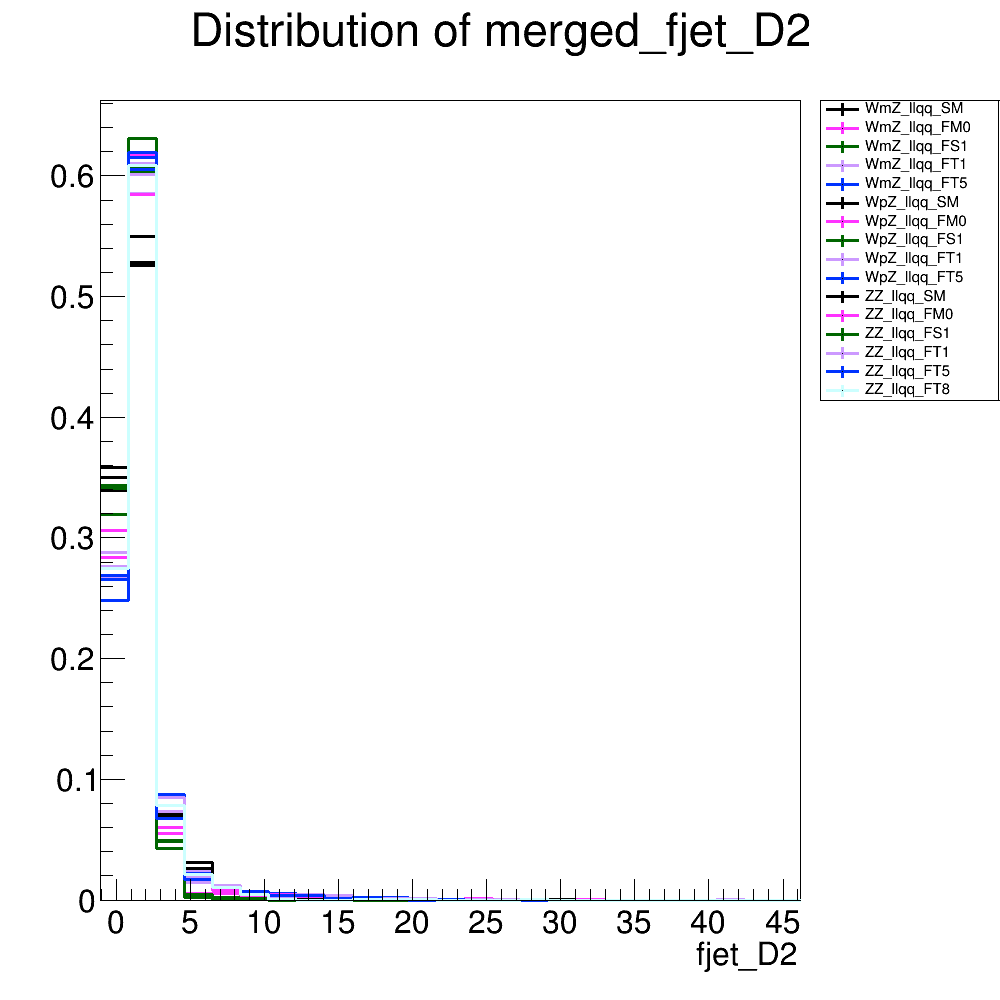 Distribution of merged_fjet_D2
WmZ_llqq_SM
WmZ_llqq_FM0
WmZ_llqq_FS1
WmZ_llqq_FT1
WmZ_llqq_FT5
WpZ_llqq_SM
WpZ_llqq_FM0
WpZ_llqq_FS1
WpZ_llqq_FT1
WpZ_llqq_FT5
ZZ_llqq_SM
ZZ_llqq_FM0
ZZ_llqq_FS1
ZZ_llqq_FT1
ZZ_llqq_FT5
ZZ_llqq_FT8
0.6
0.5
0.4
0.3
0.2
0.1
0
0 5 10 15 20 25 30 35 40 45
fjet_D2